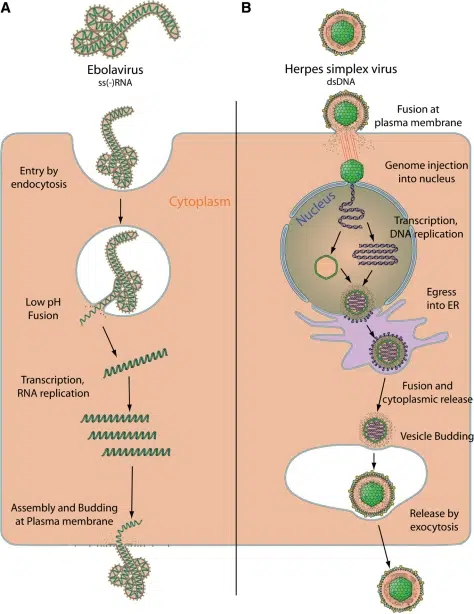 A
Ebolavirus
ss(-)RNA
Entry by
endocytosis
Cytoplasm
Low pH
Fusion
Transcription,
RNA replication
Assembly and Budding
at Plasma membrane
B
Herpes simplex virus
dsDNA
Fusion at
plasma membrane
Genome injection
into nucleus
Nucleus
Transcription,
DNA replication
Egress
into ER
Fusion and
cytoplasmic release
Vesicle Budding
Release by
exocytosis